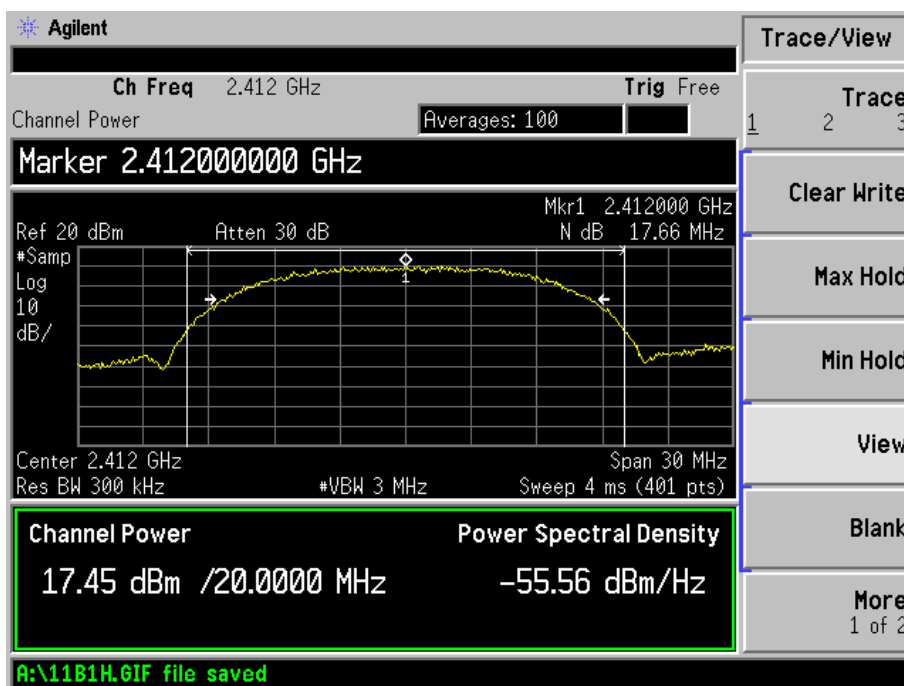 Agilent
Ch Freq 2.412 GHz Trig Free
Channel Power Averages: 100
Marker 2.412000000 GHz
Mkr1 2.412000 GHz
Ref 20 dBm Atten 30 dB N dB 17.66 MHz
#Samp
Log
10
dB/
1
Center 2.412 GHz Span 30 MHz
Res BW 300 kHz #VBW 3 MHz Sweep 4 ms (401 pts)
Channel Power Power Spectral Density
17.45 dBm /20.0000 MHz -55.56 dBm/Hz
A:\11B1H.GIF file saved
Trace/View
Trace
1 2 3
Clear Write
Max Hold
Min Hold
View
Blank
More
1 of 2